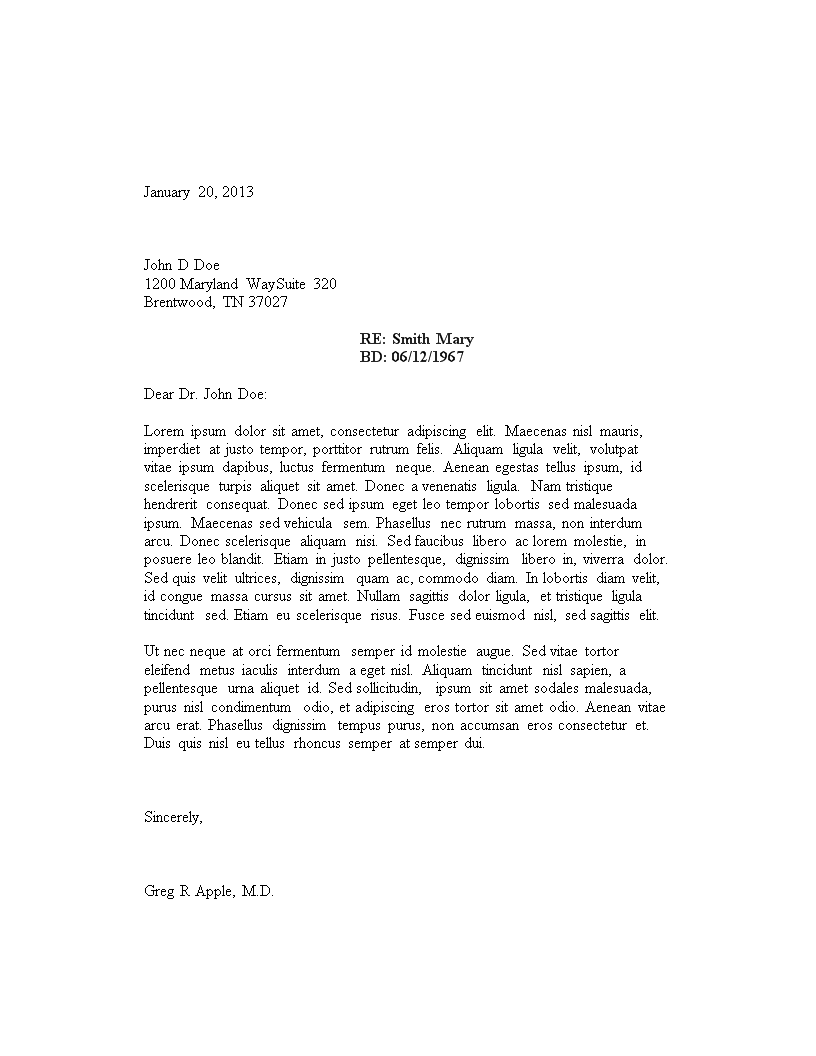 January 20, 2013
John D Doe
1200 Maryland WaySuite 320
Brentwood, TN 37027
RE: Smith Mary
BD: 06/12/1967
Dear Dr. John Doe:
Lorem ipsum dolor sit amet, consectetur adipiscing elit. Maecenas nisl mauris,
imperdiet at justo tempor, porttitor rutrum felis. Aliquam ligula velit, volutpat
vitae ipsum dapibus, luctus fermentum neque. Aenean egestas tellus ipsum, id
scelerisque turpis aliquet sit amet. Donec a venenatis ligula. Nam tristique
hendrerit consequat. Donec sed ipsum eget leo tempor lobortis sed malesuada
ipsum. Maecenas sed vehicula sem. Phasellus nec rutrum massa, non interdum
arcu. Donec scelerisque aliquam nisi. Sed faucibus libero ac lorem molestie, in
posuere leo blandit. Etiam in justo pellentesque, dignissim libero in, viverra dolor.
Sed quis velit ultrices, dignissim quam ac, commodo diam. In lobortis diam velit,
id congue massa cursus sit amet. Nullam sagittis dolor ligula, et tristique ligula
tincidunt sed. Etiam eu scelerisque risus. Fusce sed euismod nisl, sed sagittis elit.
Ut nec neque at orci fermentum semper id molestie augue. Sed vitae tortor
eleifend metus iaculis interdum a eget nisl. Aliquam tincidunt nisl sapien, a
pellentesque urna aliquet id. Sed sollicitudin, ipsum sit amet sodales malesuada,
purus nisl condimentum odio, et adipiscing eros tortor sit amet odio. Aenean vitae
arcu erat. Phasellus dignissim tempus purus, non accumsan eros consectetur et.
Duis quis nisl eu tellus rhoncus semper at semper dui.
Sincerely,
Greg R Apple, M.D.